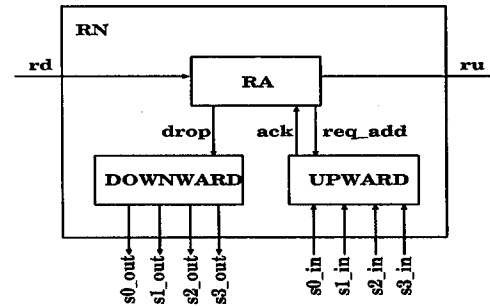 RN
rd
RA
ru
drop
ack
req_add
DOWNWARD
UPWARD
s0_out
s1_out
s2_out
s3_out
s0_in
s1_in
s2_in
s3_in